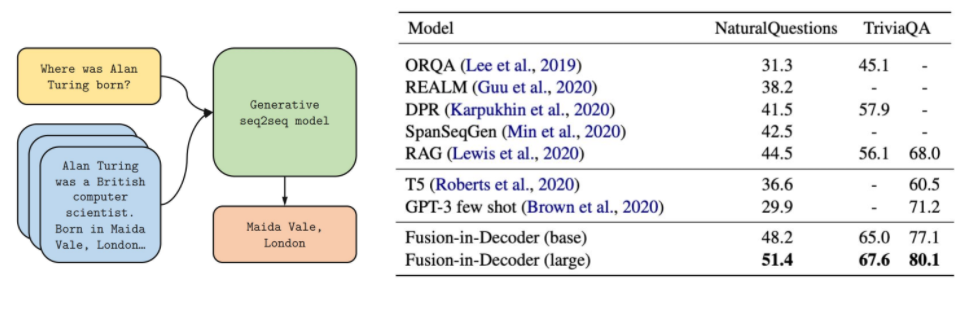 Where was Alan
Turing born?
Generative
seq2seq model
Alan Turing
was a British
computer
scientist.
Born in Maida
Vale, London…
Maida Vale,
London
Model NaturalQuestions TriviaQA
ORQA (Lee et al., 2019) 31.3 45.1 -
REALM (Guu et al., 2020) 38.2 - -
DPR (Karpukhin et al., 2020) 41.5 57.9 -
SpanSeqGen (Min et al., 2020) 42.5 - -
RAG (Lewis et al., 2020) 44.5 56.1 68.0
T5 (Roberts et al., 2020) 36.6 - 60.5
GPT-3 few shot (Brown et al., 2020) 29.9 - 71.2
Fusion-in-Decoder (base) 48.2 65.0 77.1
Fusion-in-Decoder (large) 51.4 67.6 80.1